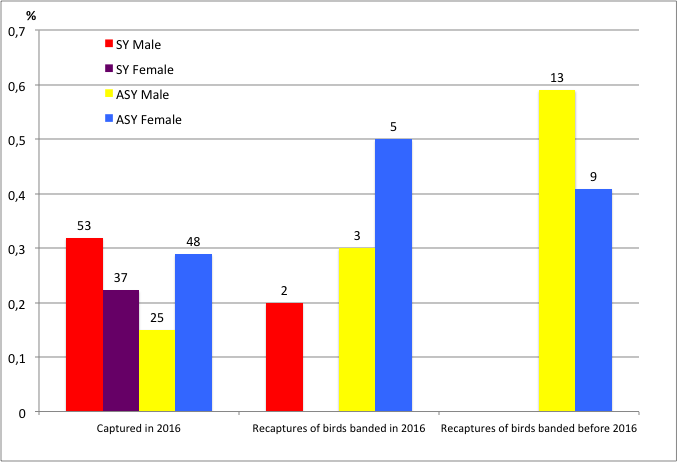 %
0,7
0,6
0,5
0,4
0,3
0,2
0,1
0
SY Male
SY Female
ASY Male
ASY Female
53
37
25
48
2
3
5
13
9
Captured in 2016
Recaptures of birds banded in 2016
Recaptures of birds banded before 2016